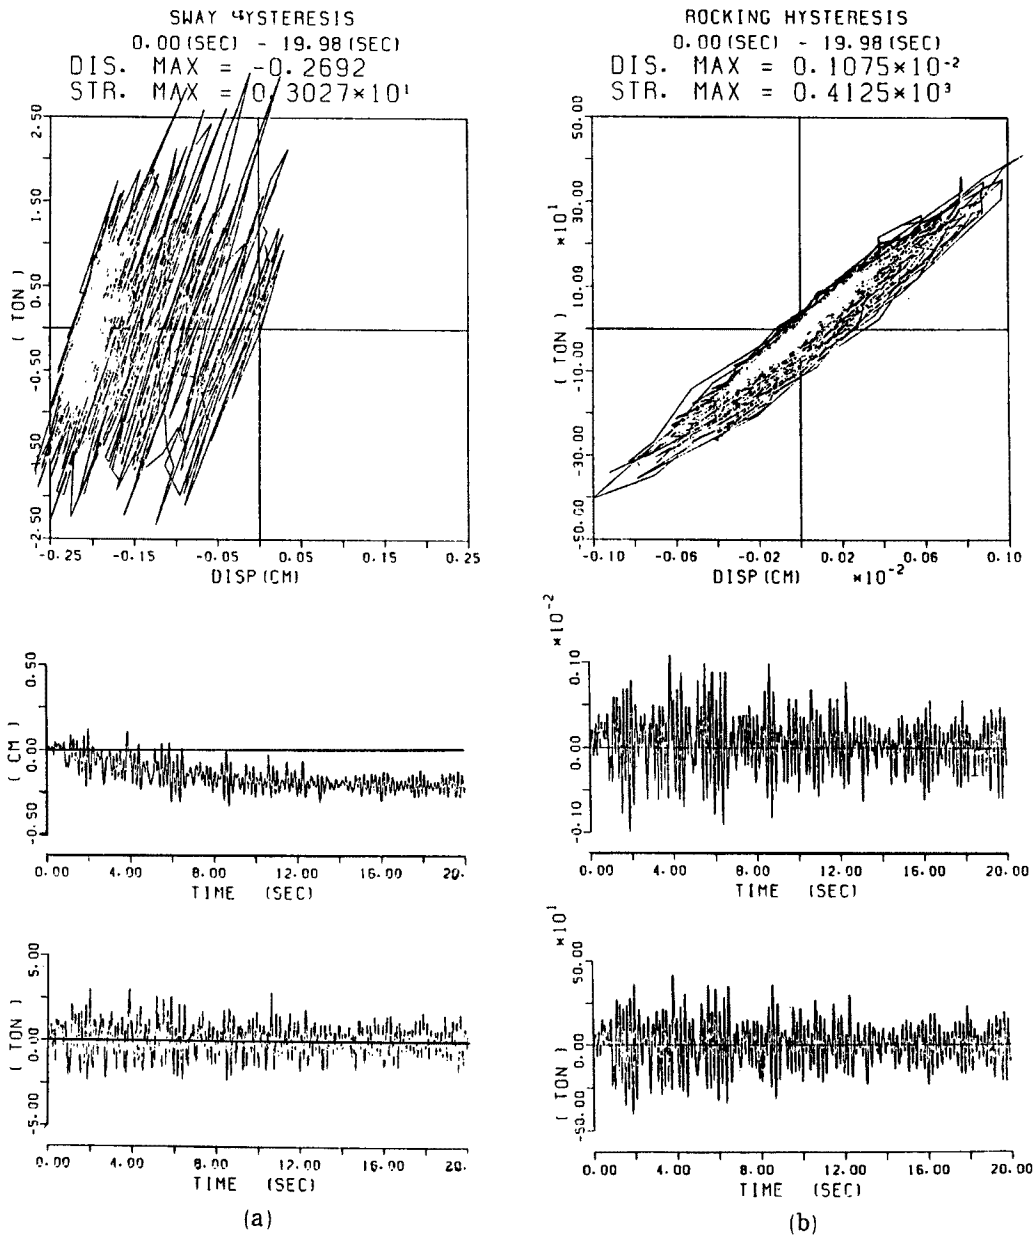 SWAY HYSTERESIS
0.00(SEC) - 19.98(SEC)
DIS. MAX = -0.2692
STR. MAX = 0.3027*10¹
2.50
1.50
0.50
(TON)
-0.50
-2.50
-0.25 -0.15 -0.05 0.05 0.15 0.25
DISP(CM)
0.50
0.00
(CM)
-0.50
0.00 4.00 8.00 12.00 16.00 20.
TIME (SEC)
5.00
0.00
(TON)
-5.00
0.00 4.00 8.00 12.00 16.00 20.
TIME (SEC)
(a)
ROCKING HYSTERESIS
0.00(SEC) - 19.98(SEC)
DIS. MAX = 0.1075*10⁻²
STR. MAX = 0.4125*10³
50.00
30.00
*10¹
10.00
(TON)
-10.00
-30.00
-50.00
-0.10 -0.06 -0.02 0.02 0.06 0.10
DISP(CM) *10⁻²
*10⁻²
0.10
0.00
-0.10
0.00 4.00 8.00 12.00 16.00 20.00
TIME (SEC)
*10¹
50.00
0.00
(TON)
-50.00
0.00 4.00 8.00 12.00 16.00 20.00
TIME (SEC)
(b)